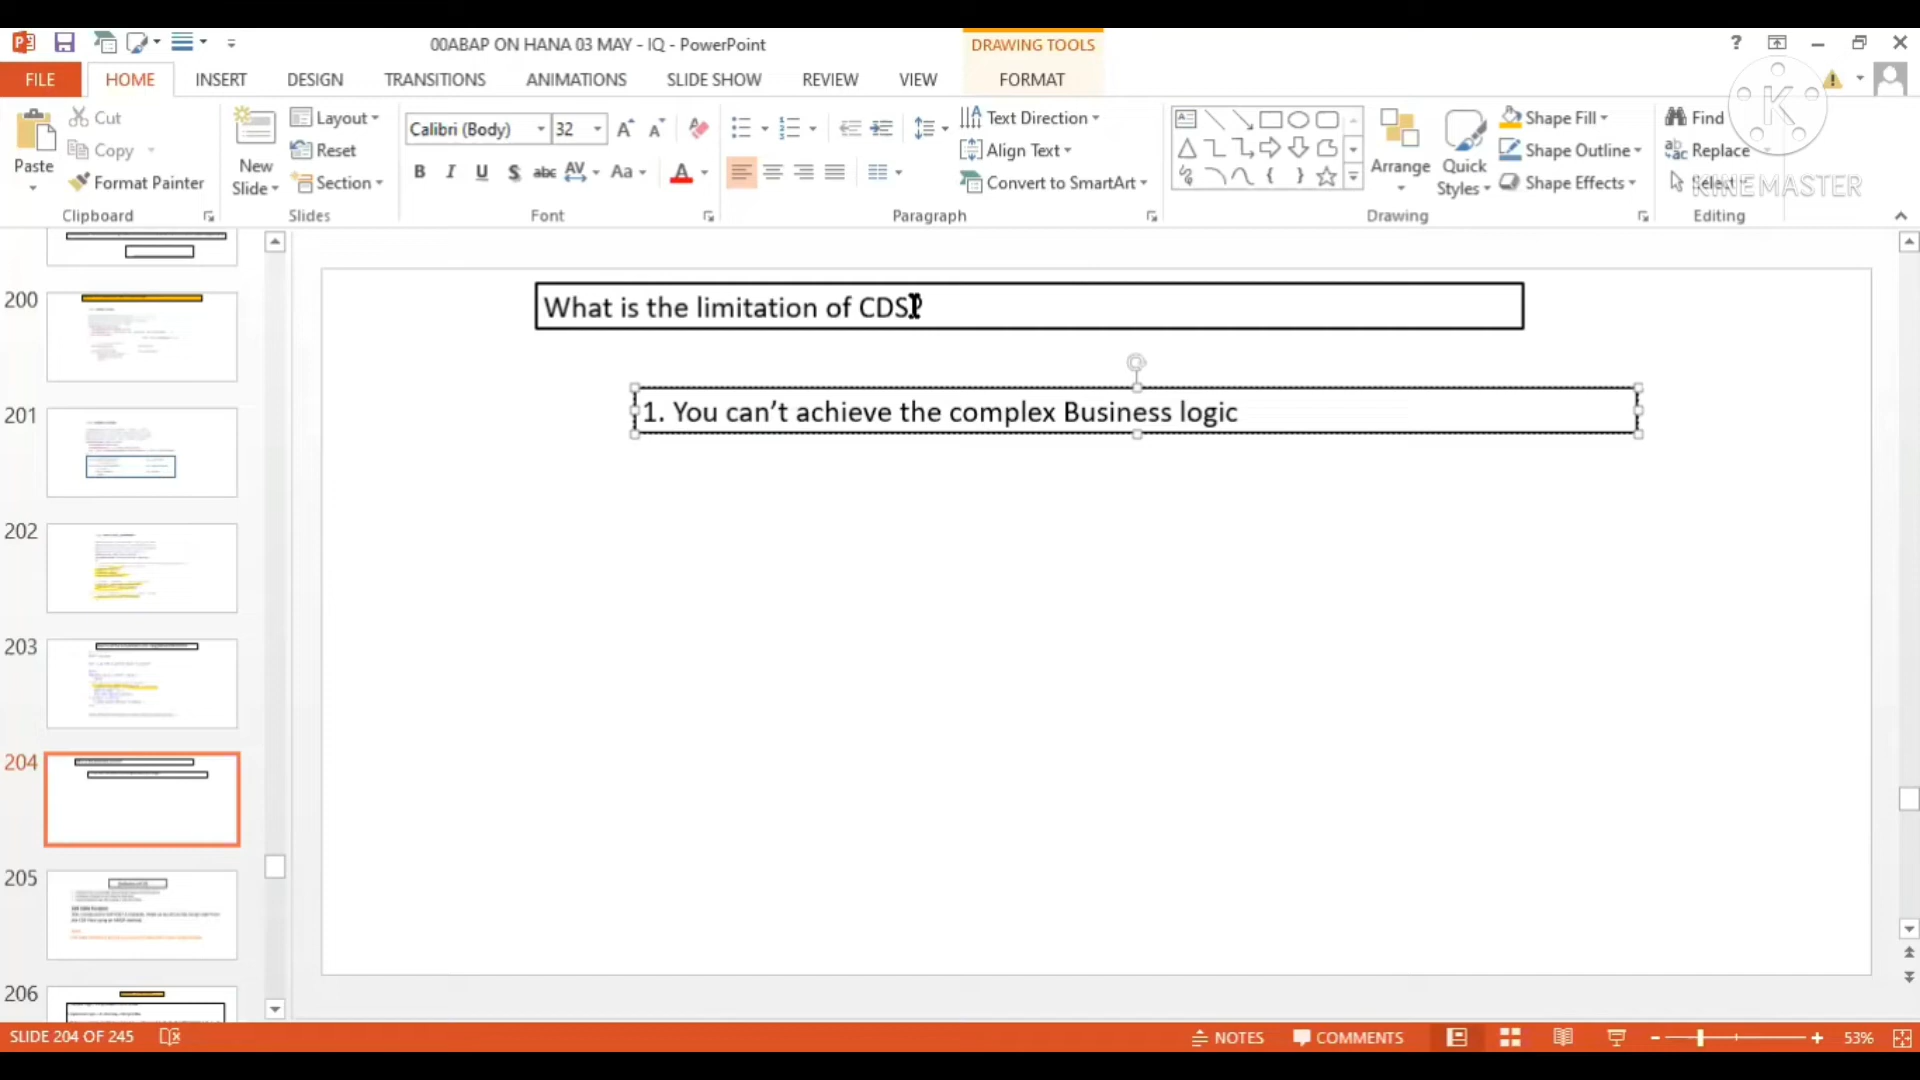 00ABAP ON HANA 03 MAY - IQ - PowerPoint
DRAWING TOOLS
?
FILE
HOME
INSERT
DESIGN
TRANSITIONS
ANIMATIONS
SLIDE SHOW
REVIEW
VIEW
FORMAT
Paste
Cut
Copy
Format Painter
Clipboard
New
Slide
Layout
Reset
Section
Slides
Calibri (Body)
32
B I U S abc AV Aa A
Font
Text Direction
Align Text
Convert to SmartArt
Paragraph
Arrange
Quick
Styles
Shape Fill
Shape Outline
Shape Effects
Drawing
Find
Replace
Select
Editing
K
KINEMASTER
What is the limitation of CDS?
1. You can’t achieve the complex Business logic
200
201
202
203
204
205
206
SLIDE 204 OF 245
NOTES
COMMENTS
53%